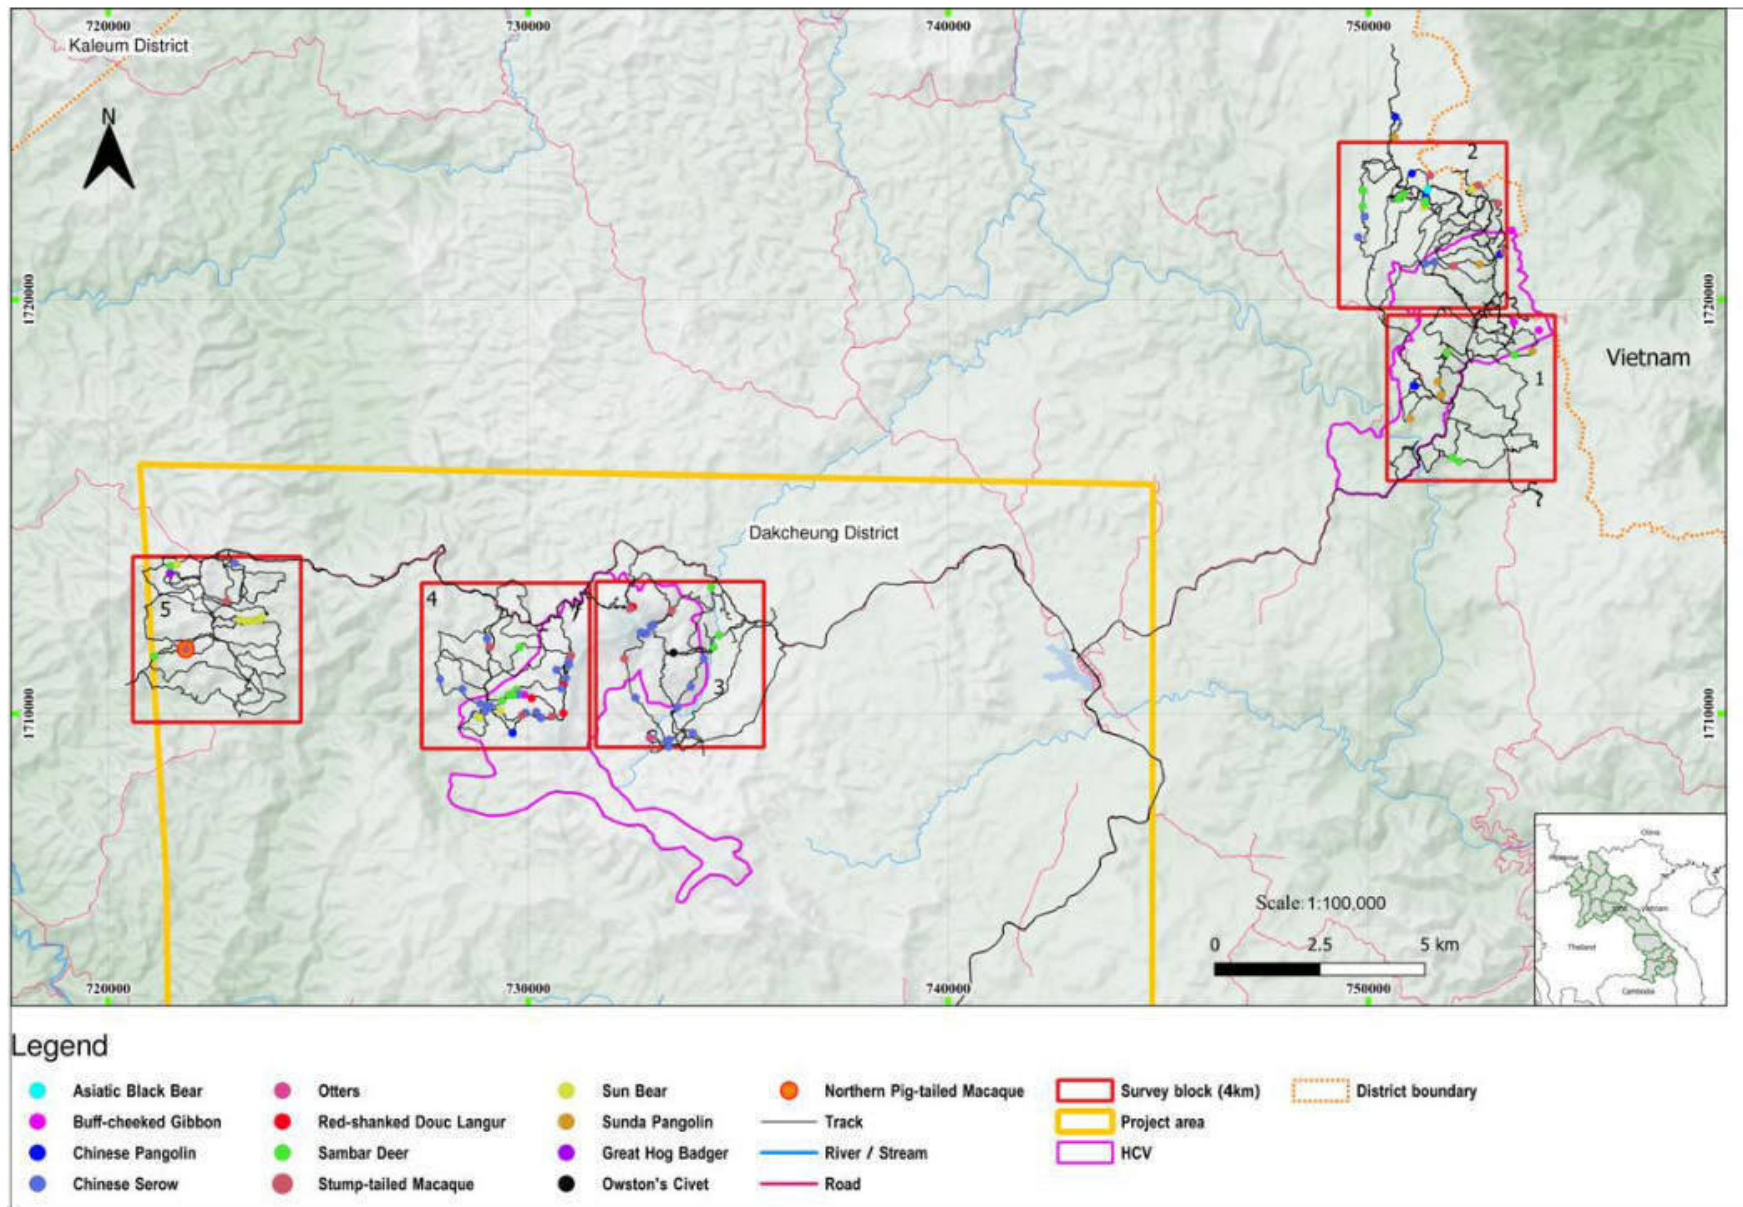 720000 730000 740000 750000
Kaleum District
N
2
1720000 1720000
Vietnam
1
Dakcheung District
4
5
3
1710000 1710000
Scale: 1:100,000
0 2.5 5 km
China
Vietnam
Thailand
Cambodia
720000 730000 740000 750000
Legend
Asiatic Black Bear Otters Sun Bear Northern Pig-tailed Macaque Survey block (4km) District boundary
Buff-cheeked Gibbon Red-shanked Douc Langur Sunda Pangolin Track Project area
Chinese Pangolin Sambar Deer Great Hog Badger River / Stream HCV
Chinese Serow Stump-tailed Macaque Owston's Civet Road